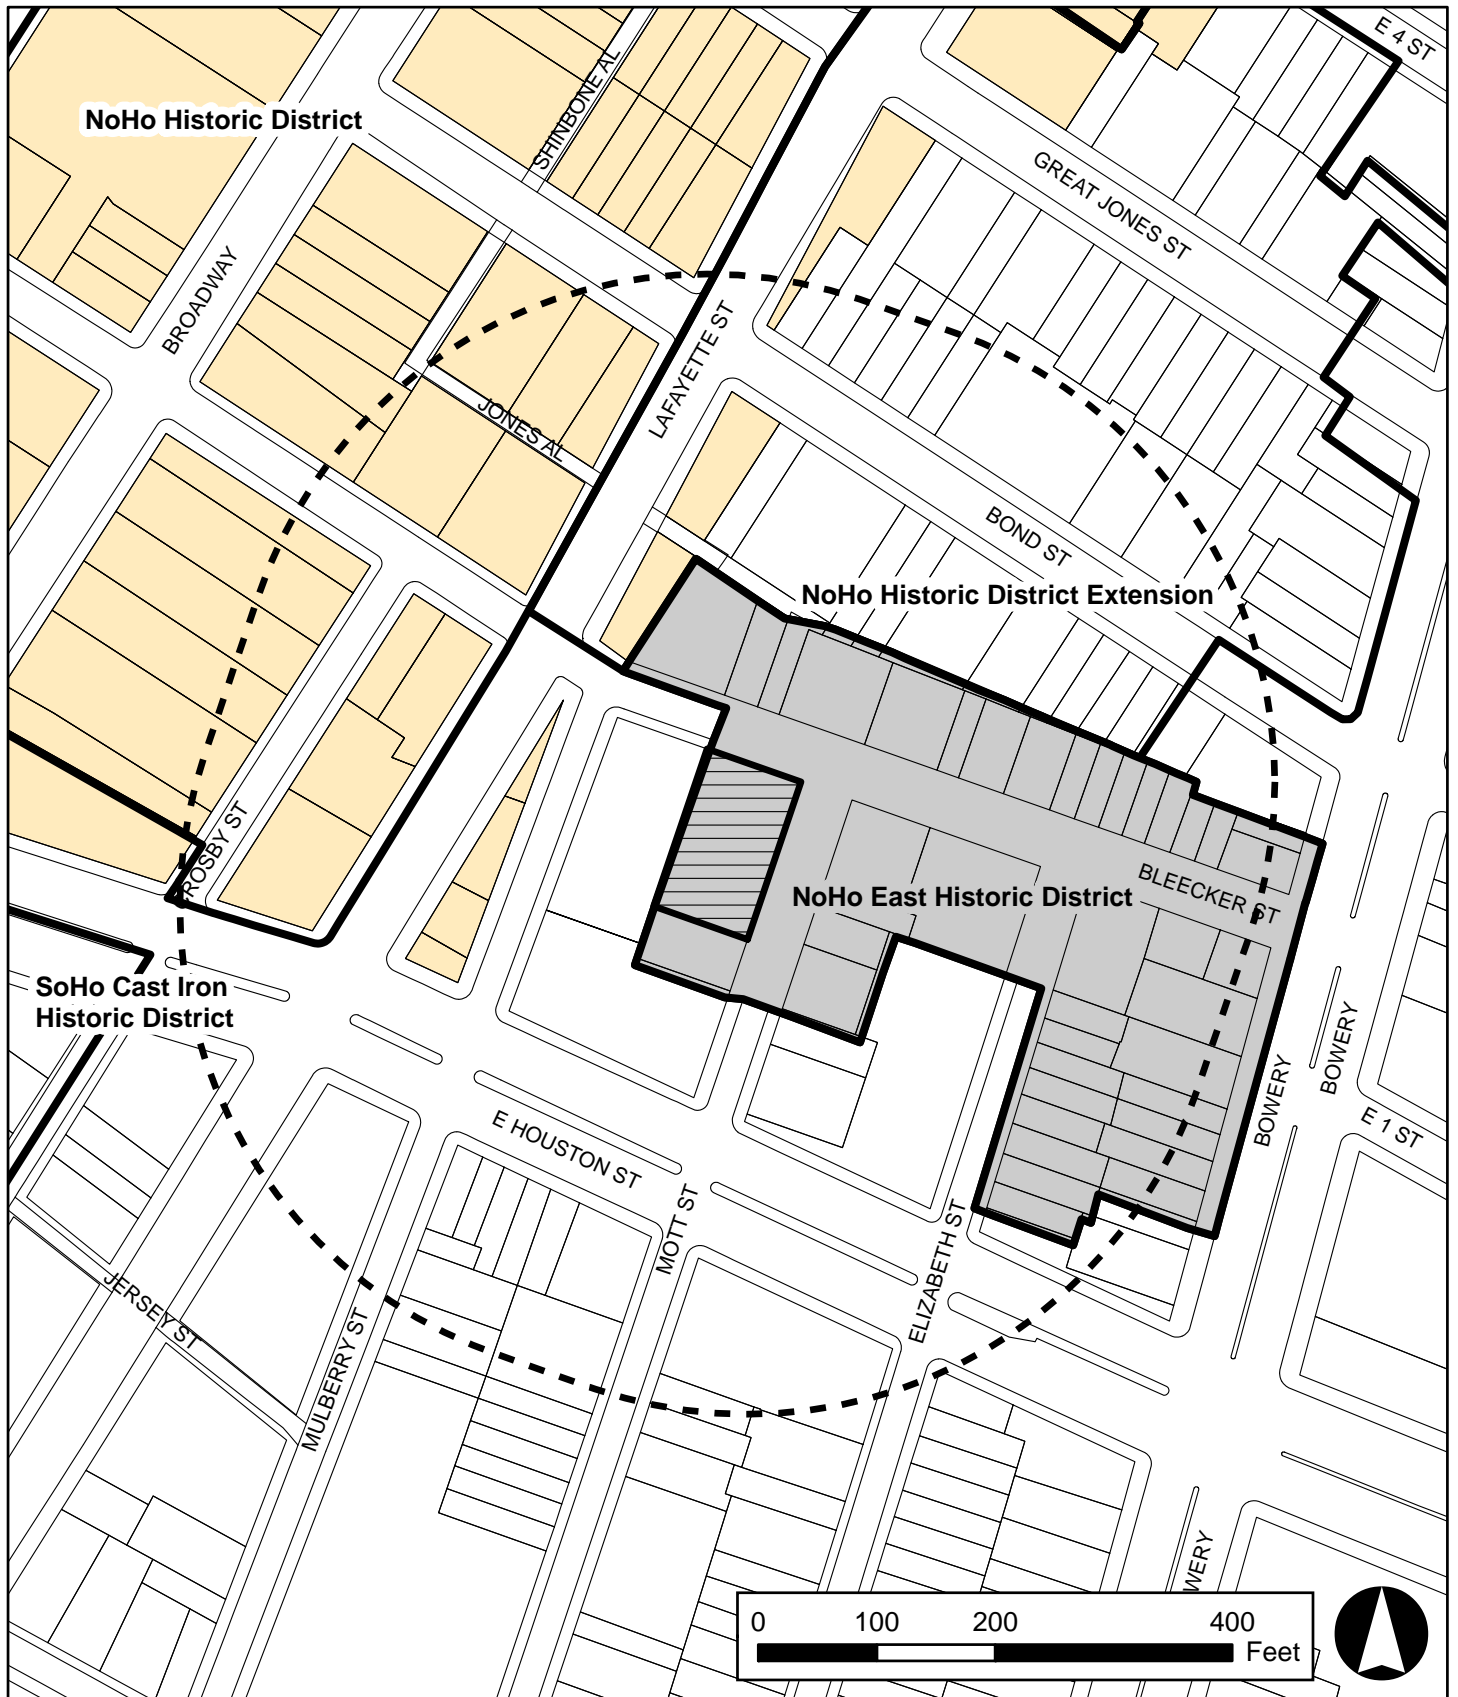 E 4 ST
SHINBONE AL
NoHo Historic District
GREAT JONES ST
BROADWAY
LAFAYETTE ST
JONES AL
BOND ST
NoHo Historic District Extension
CROSBY ST
BLEECKER ST
NoHo East Historic District
SoHo Cast Iron
Historic District
BOWERY
BOWERY
E 1 ST
E HOUSTON ST
MOTT ST
ELIZABETH ST
JERSEY ST
MULBERRY ST
WERY
0 100 200 400
Feet